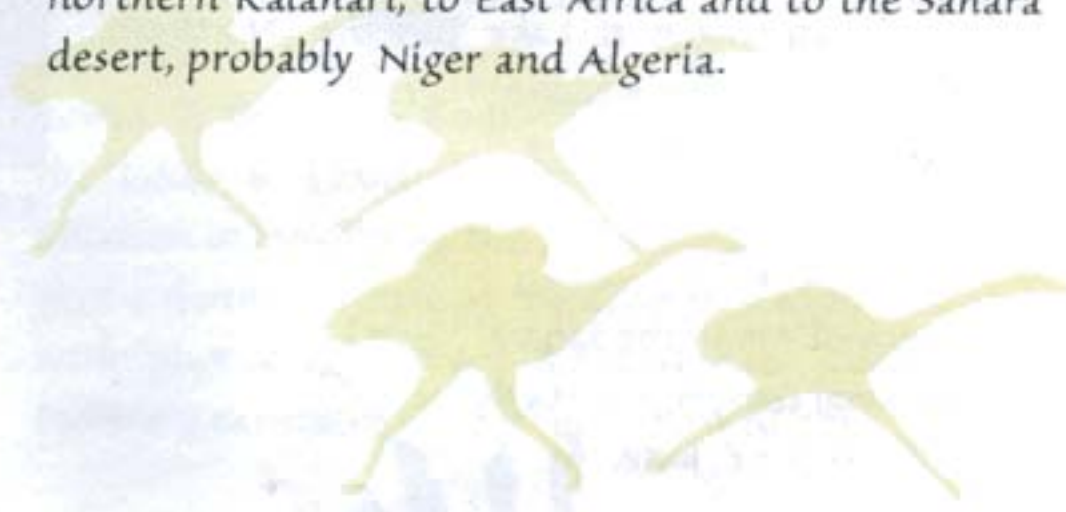 northern Kalahari, to East Africa and to the Sahara
desert, probably Niger and Algeria.